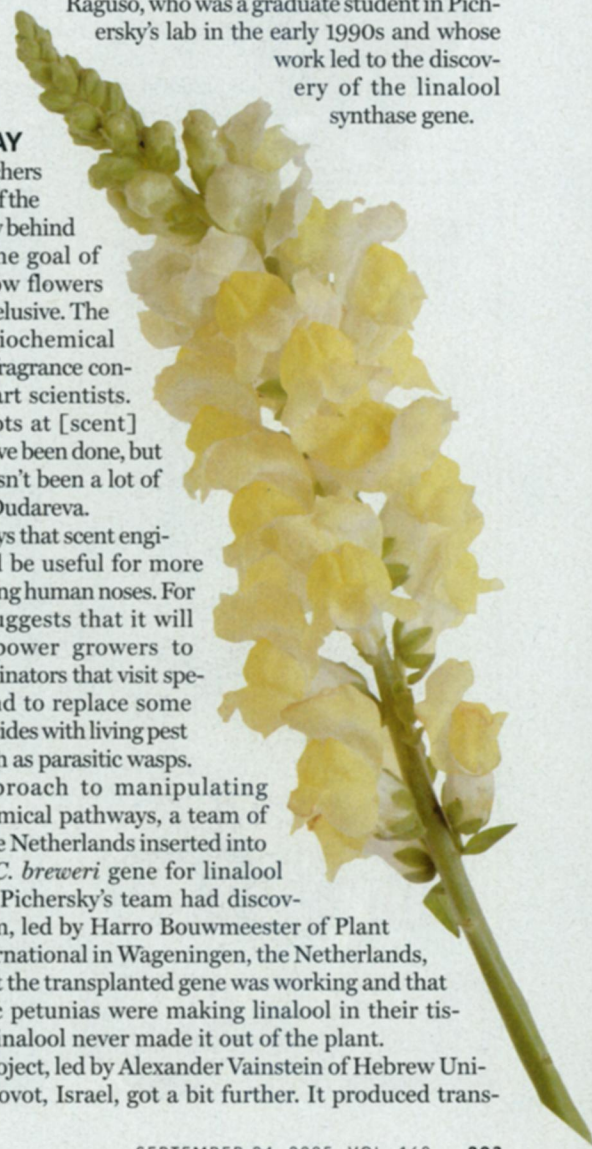 Raguso, who was a graduate student in Pich-
ersky's lab in the early 1990s and whose
work led to the discov-
ery of the linalool
synthase gene.
AY
hers
f the
behind
he goal of
ow flowers
elusive. The
iochemical
ragrance con-
art scientists.
ots at [scent]
ve been done, but
sn't been a lot of
Dudareva.
ys that scent engi-
l be useful for more
ng human noses. For
uggests that it will
power growers to
inators that visit spe-
nd to replace some
ides with living pest
h as parasitic wasps.
proach to manipulating
mical pathways, a team of
e Netherlands inserted into
C. breweri gene for linalool
Pichersky's team had discov-
n, led by Harro Bouwmeester of Plant
rnational in Wageningen, the Netherlands,
t the transplanted gene was working and that
c petunias were making linalool in their tis-
inalool never made it out of the plant.
oject, led by Alexander Vainstein of Hebrew Uni-
ovot, Israel, got a bit further. It produced trans-